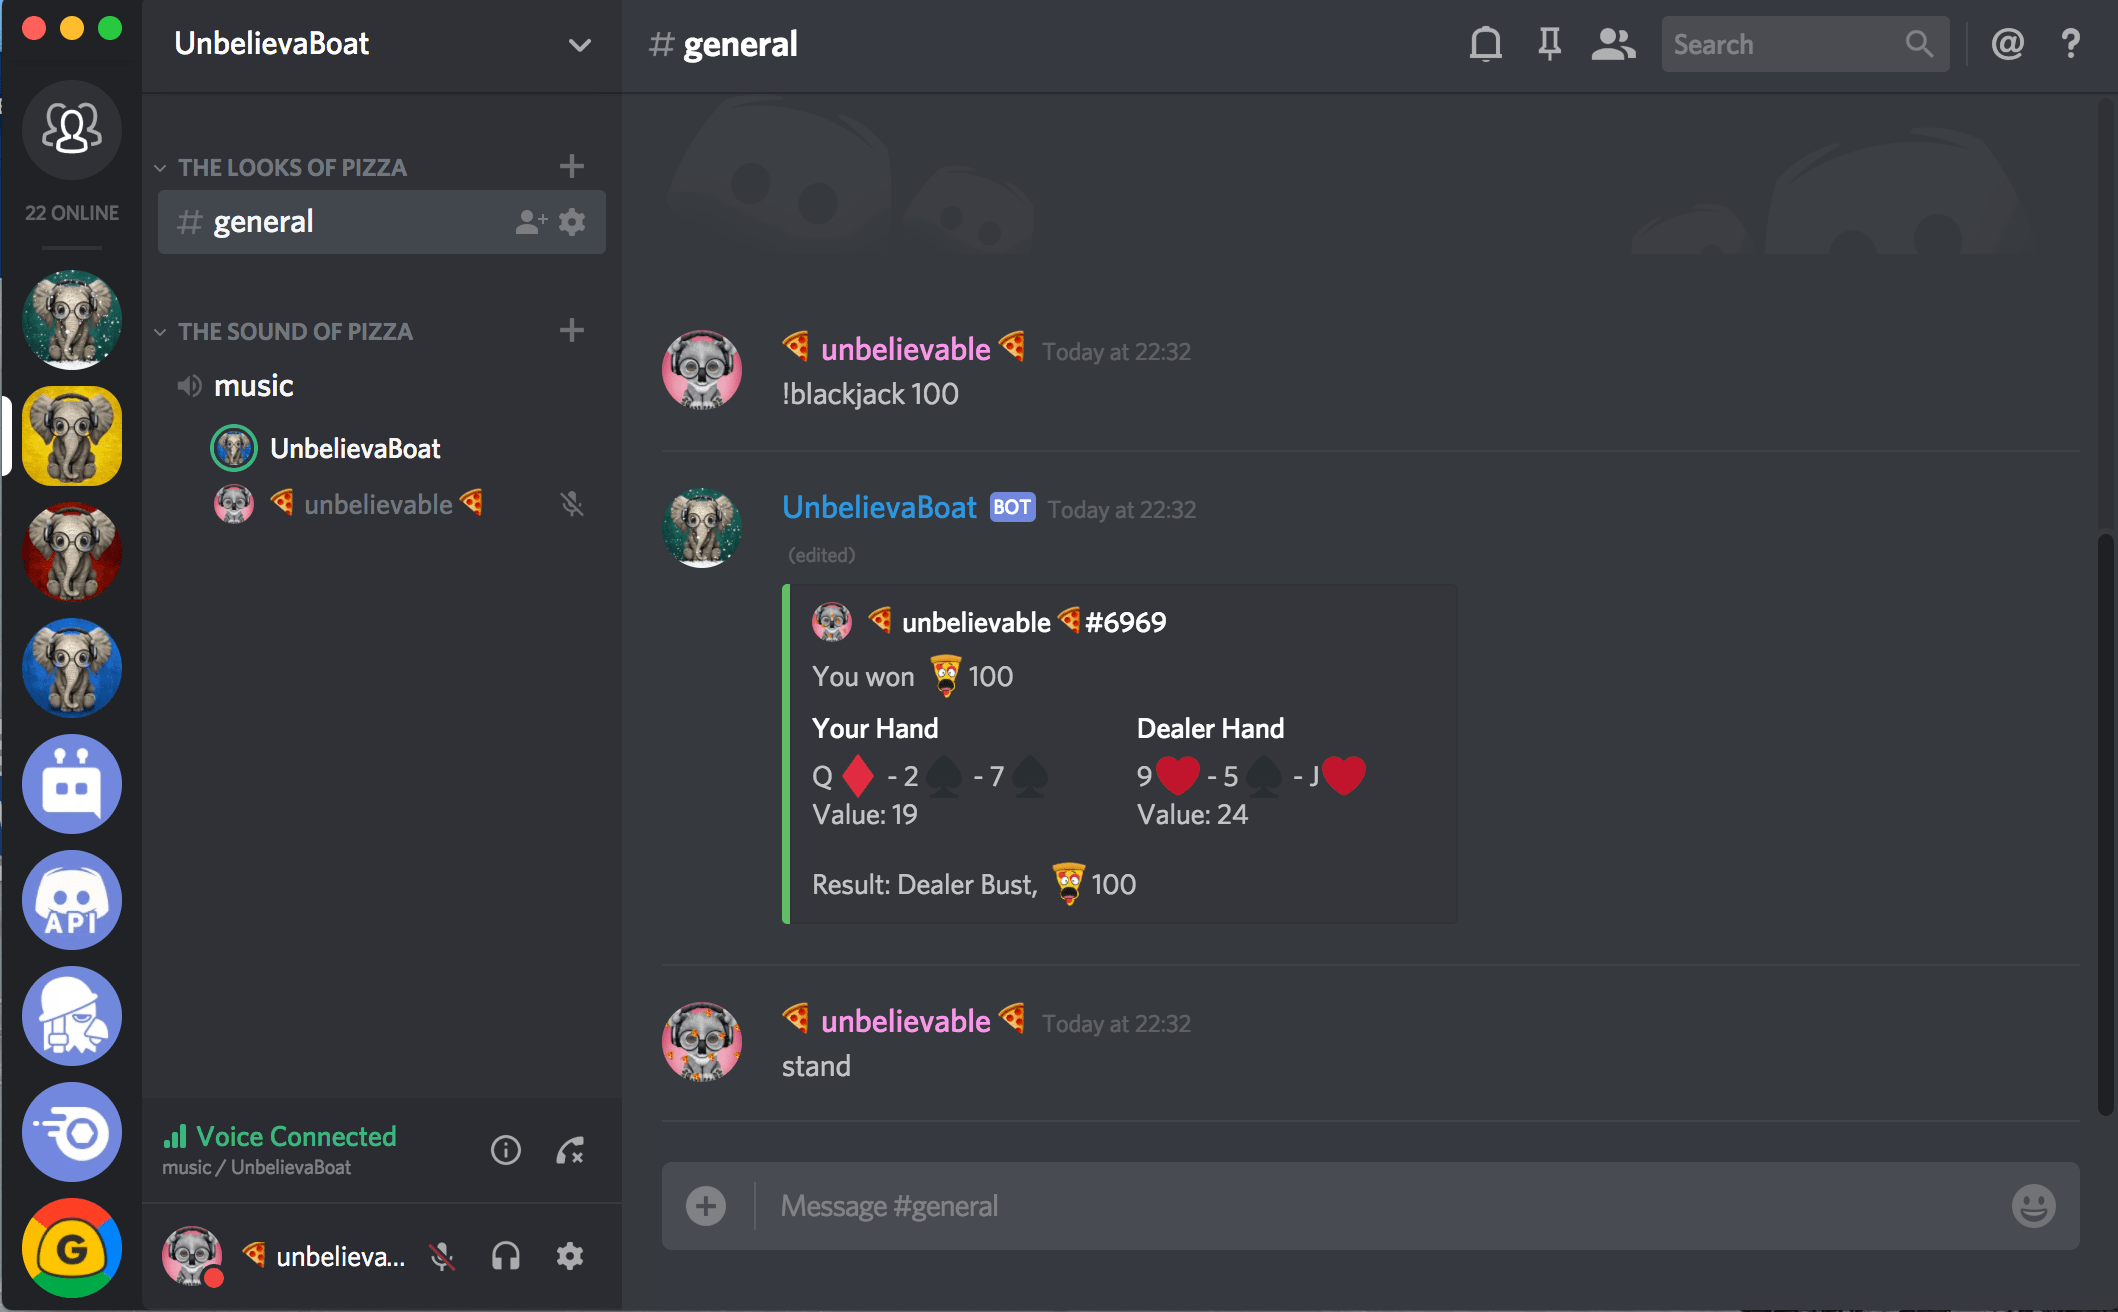 UnbelievaBoat
# general
Search
@
?
22 ONLINE
THE LOOKS OF PIZZA
# general
THE SOUND OF PIZZA
music
UnbelievaBoat
🍕 unbelievable 🍕
🍕 unbelievable 🍕 Today at 22:32
!blackjack 100
UnbelievaBoat BOT Today at 22:32
(edited)
🍕 unbelievable 🍕#6969
You won 100
Your Hand
Q♦ - 2♠ - 7♠
Value: 19
Dealer Hand
9♥ - 5♠ - J♥
Value: 24
Result: Dealer Bust, 100
🍕 unbelievable 🍕 Today at 22:32
stand
Message #general
API
G
Voice Connected
music / UnbelievaBoat
🍕 unbelieva...